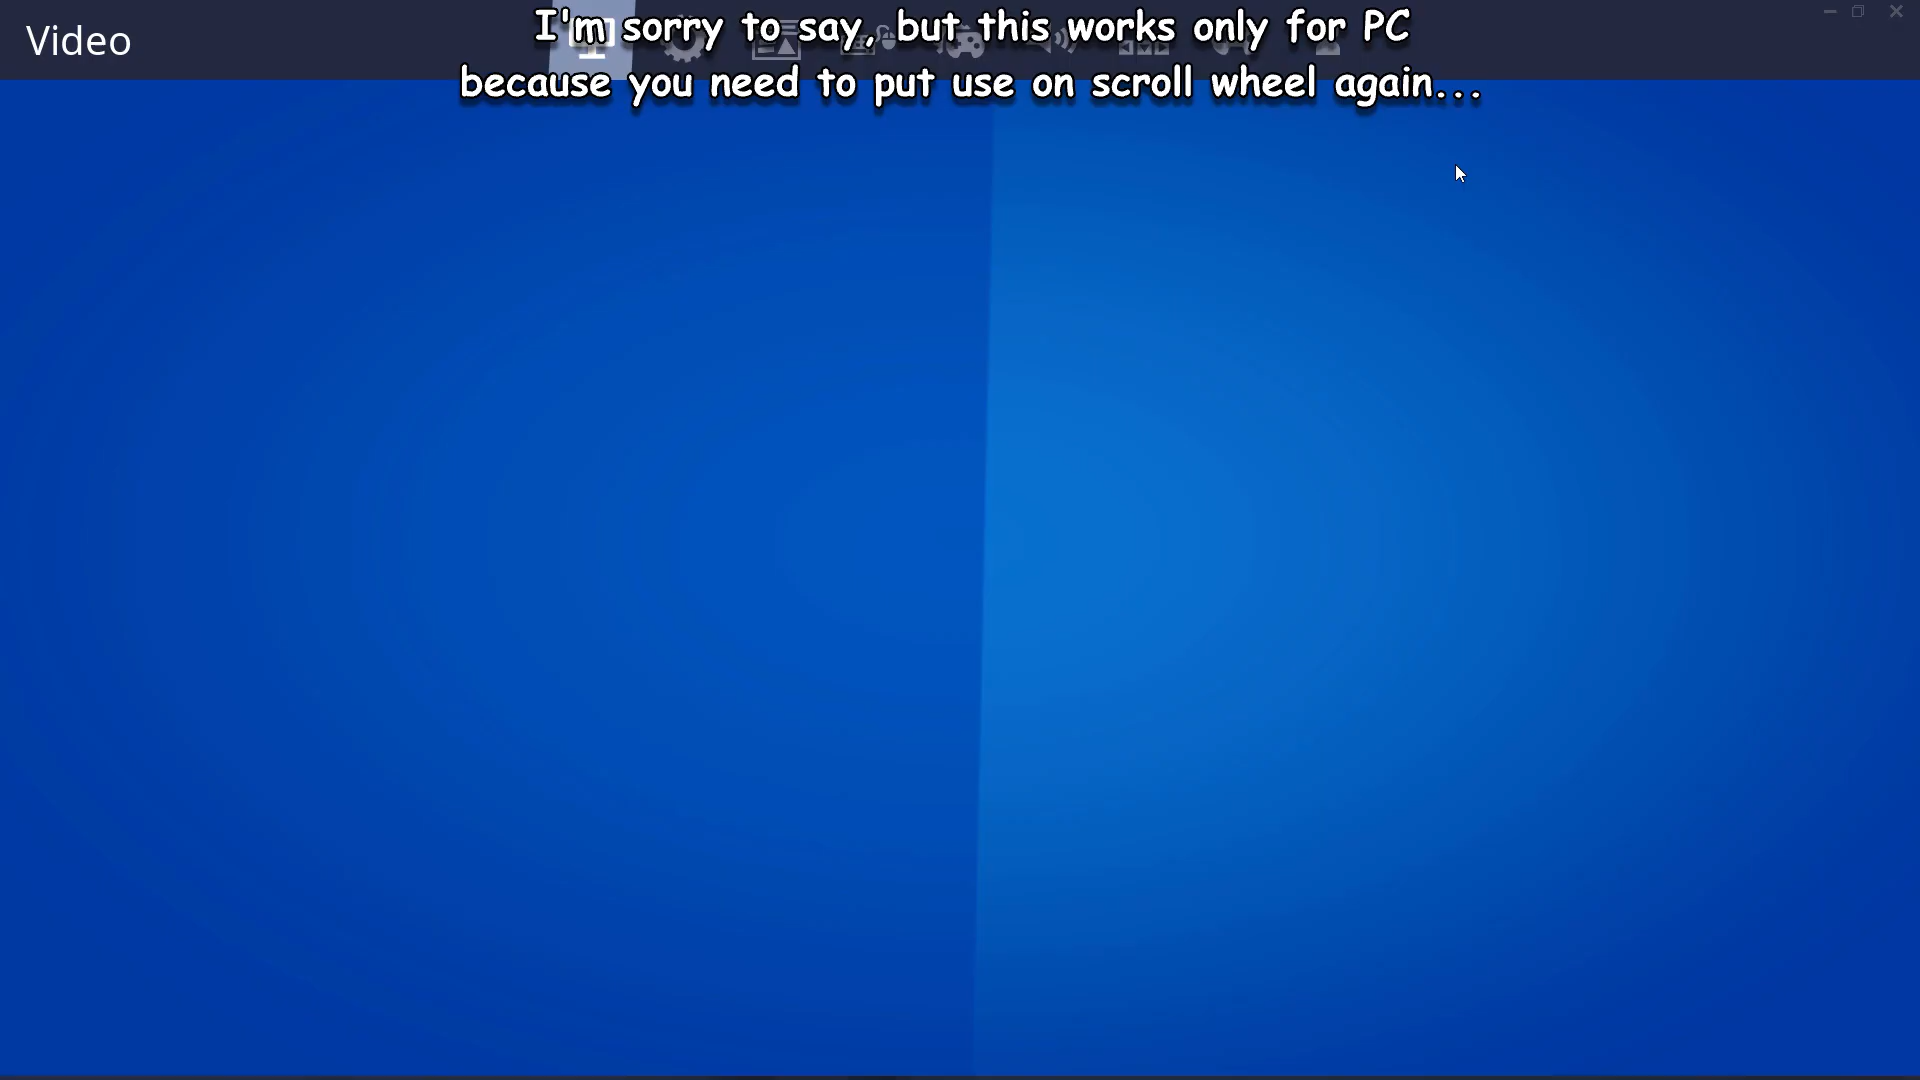 Video
I'm sorry to say, but this works only for PC
because you need to put use on scroll wheel again...